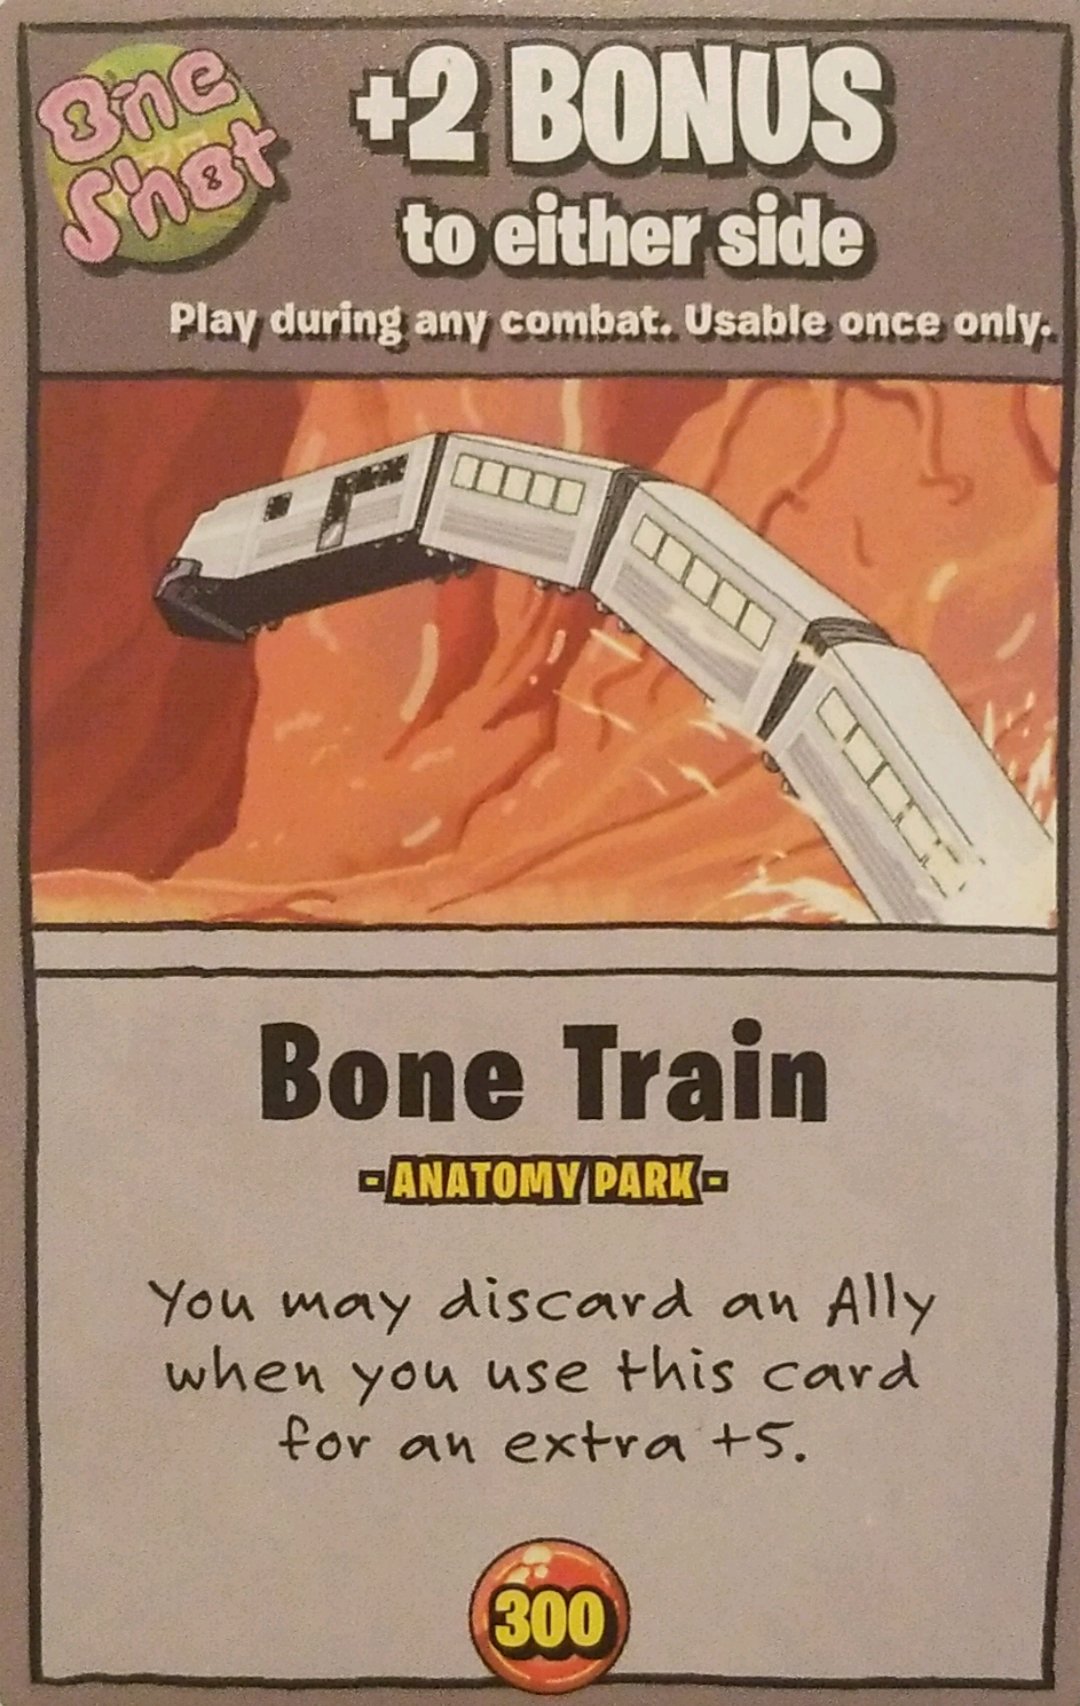 One
Shot
+2 BONUS
to either side
Play during any combat. Usable once only.
Bone Train
- ANATOMY PARK -
You may discard an Ally
when you use this card
for an extra +5.
300